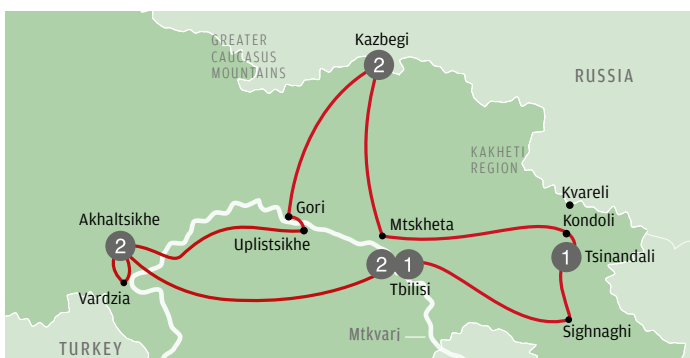 GREATER
CAUCASUS
MOUNTAINS
Kazbegi
2
RUSSIA
KAKHETI
REGION
Kvareli
Kondoli
Gori
Mtskheta
Akhaltsikhe
2
Uplistsikhe
1
Tsinandali
2 1
Tbilisi
Vardzia
Sighnaghi
Mtkvari
TURKEY